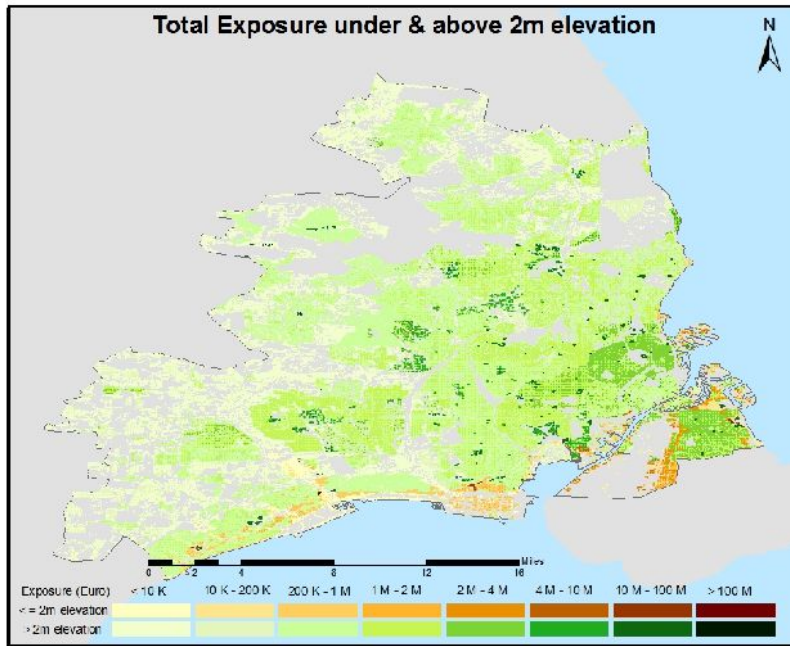 Total Exposure under & above 2m elevation
N
Miles
0 2 4 8 12 16
Exposure (Euro) < 10 K 10 K - 200 K 200 K - 1 M 1 M - 2 M 2 M - 4 M 4 M - 10 M 10 M - 100 M > 100 M
< = 2m elevation
> 2m elevation